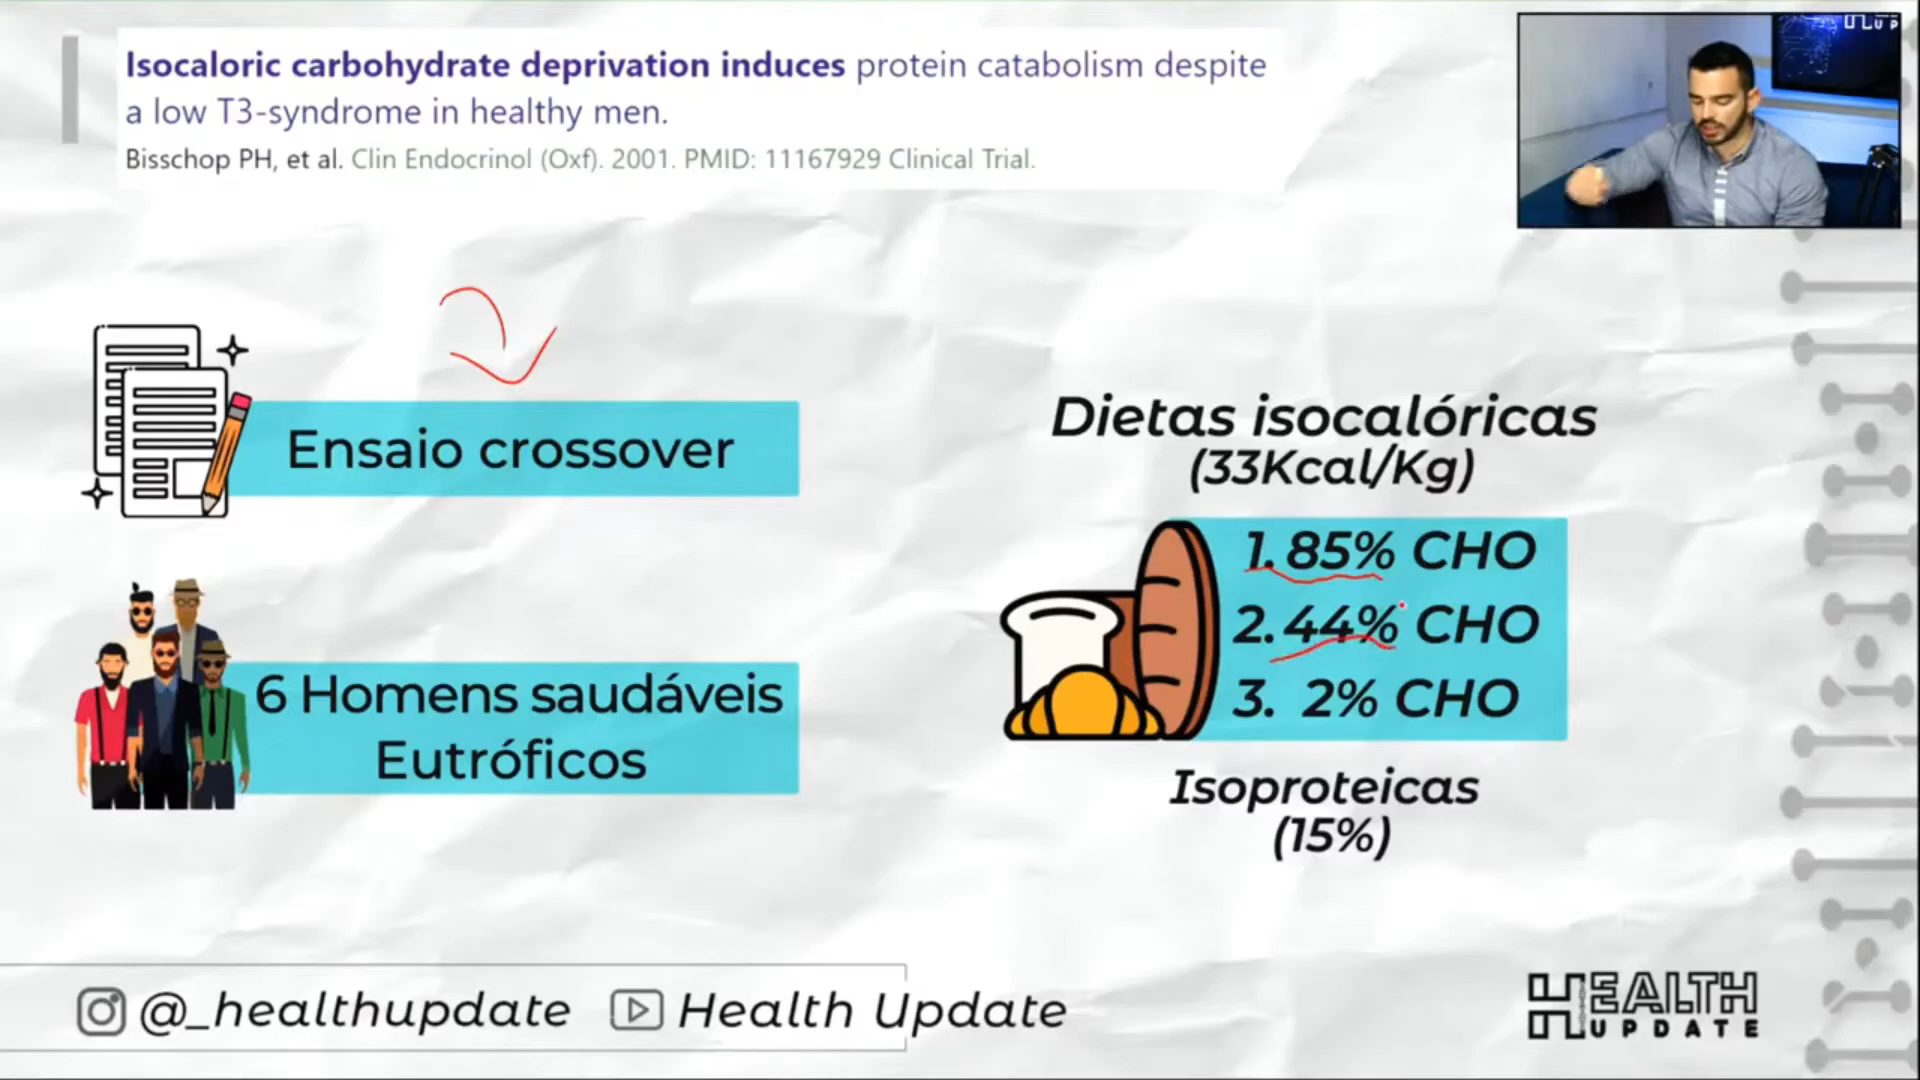 Isocaloric carbohydrate deprivation induces protein catabolism despite
a low T3-syndrome in healthy men.
Bisschop PH, et al. Clin Endocrinol (Oxf). 2001. PMID: 11167929 Clinical Trial.
Ensaio crossover
6 Homens saudáveis
Eutróficos
Dietas isocalóricas
(33Kcal/Kg)
1. 85% CHO
2. 44% CHO
3. 2% CHO
Isoproteicas
(15%)
@_healthupdate
Health Update
HEALTH
UPDATE